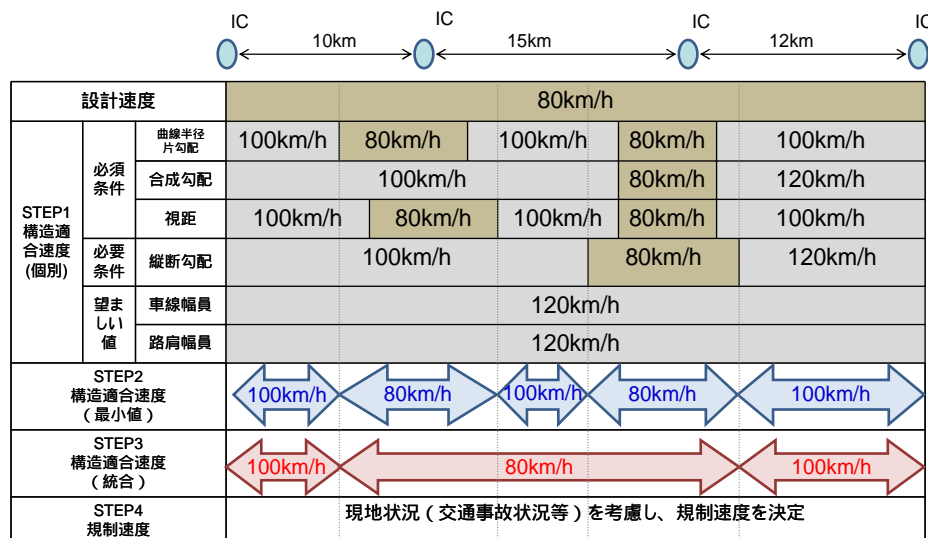 IC IC IC IC
10km 15km 12km
設計速度 80km/h
STEP1
構造適
合速度
(個別)
必須
条件
曲線半径
片勾配
100km/h 80km/h 100km/h 80km/h 100km/h
合成勾配 100km/h 80km/h 120km/h
視距 100km/h 80km/h 100km/h 80km/h 100km/h
必要
条件
縦断勾配 100km/h 80km/h 120km/h
望ま
しい
値
車線幅員 120km/h
路肩幅員 120km/h
STEP2
構造適合速度
(最小値)
100km/h 80km/h 100km/h 80km/h 100km/h
STEP3
構造適合速度
(統合)
100km/h 80km/h 100km/h
STEP4
規制速度
現地状況(交通事故状況等)を考慮し、規制速度を決定